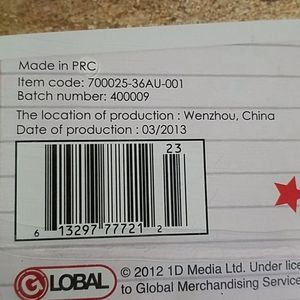 Made in PRC
Item code: 700025-36AU-001
Batch number: 400009
The location of production : Wenzhou, China
Date of production : 03/2013
23
6 13297 77721 2
GLOBAL
© 2012 1D Media Ltd. Under lice
to Global Merchandising Service